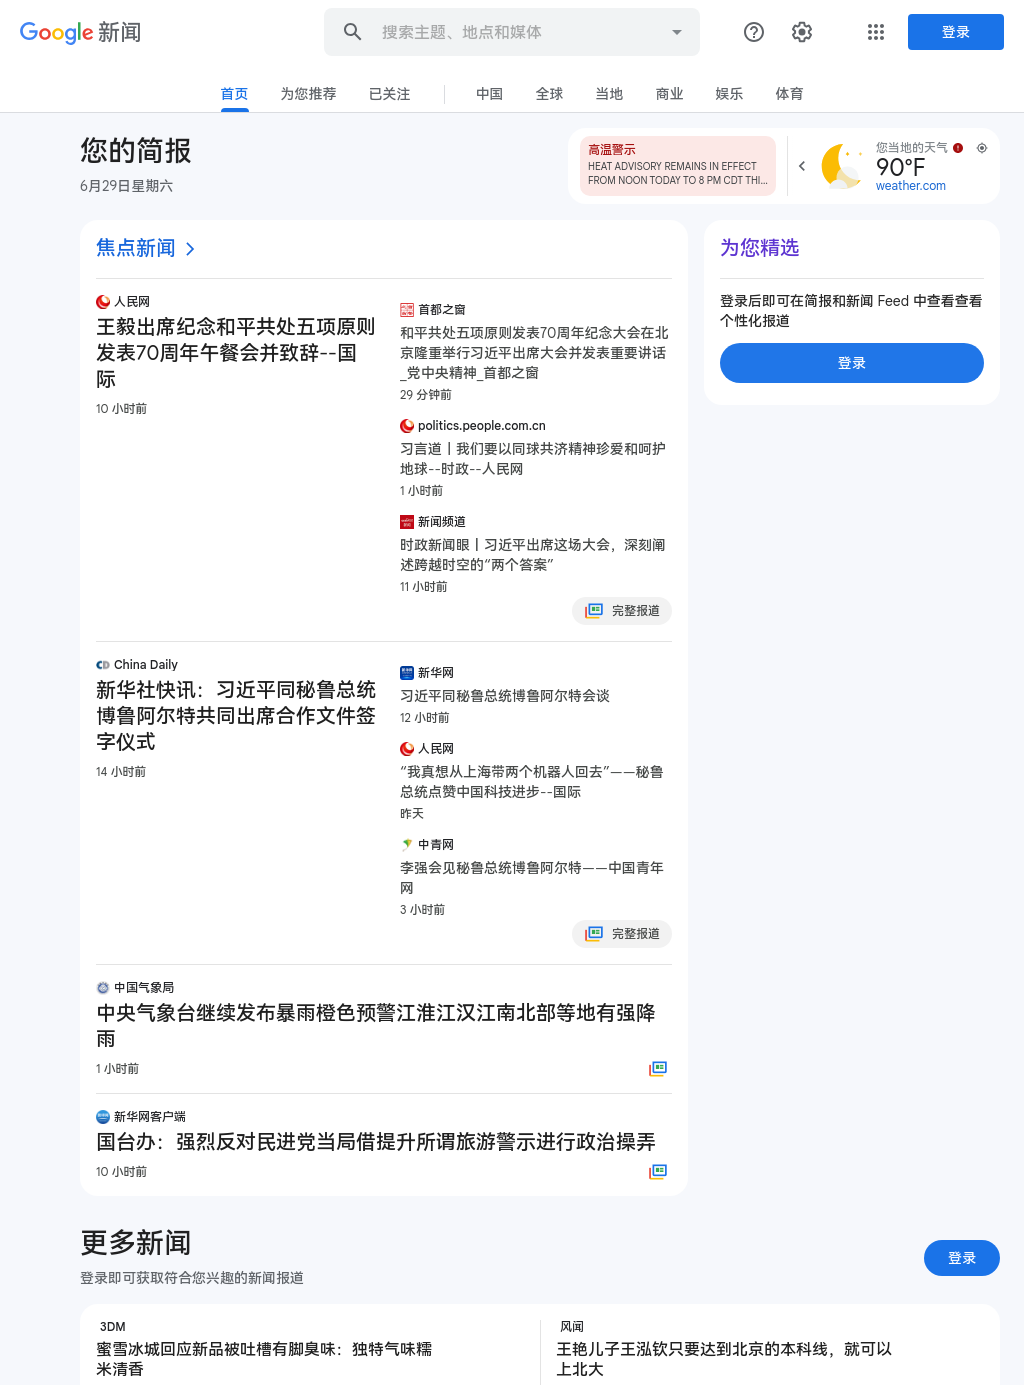 Google 新闻
搜索主题、地点和媒体
登录
首页
为您推荐
已关注
中国
全球
当地
商业
娱乐
体育
您的简报
6月29日星期六
高温警示
HEAT ADVISORY REMAINS IN EFFECT
FROM NOON TODAY TO 8 PM CDT THI...
您当地的天气
90°F
weather.com
焦点新闻
人民网
王毅出席纪念和平共处五项原则
发表70周年午餐会并致辞--国
际
10 小时前
首都之窗
和平共处五项原则发表70周年纪念大会在北
京隆重举行习近平出席大会并发表重要讲话
_党中央精神_首都之窗
29 分钟前
politics.people.com.cn
习言道丨我们要以同球共济精神珍爱和呵护
地球--时政--人民网
1 小时前
新闻频道
时政新闻眼丨习近平出席这场大会，深刻阐
述跨越时空的“两个答案”
11 小时前
完整报道
China Daily
新华社快讯：习近平同秘鲁总统
博鲁阿尔特共同出席合作文件签
字仪式
14 小时前
新华网
习近平同秘鲁总统博鲁阿尔特会谈
12 小时前
人民网
“我真想从上海带两个机器人回去”——秘鲁
总统点赞中国科技进步--国际
昨天
中青网
李强会见秘鲁总统博鲁阿尔特——中国青年
网
3 小时前
完整报道
中国气象局
中央气象台继续发布暴雨橙色预警江淮江汉江南北部等地有强降
雨
1 小时前
新华网客户端
国台办：强烈反对民进党当局借提升所谓旅游警示进行政治操弄
10 小时前
为您精选
登录后即可在简报和新闻 Feed 中查看查看
个性化报道
登录
更多新闻
登录即可获取符合您兴趣的新闻报道
登录
3DM
蜜雪冰城回应新品被吐槽有脚臭味：独特气味糯
米清香
风闻
王艳儿子王泓钦只要达到北京的本科线，就可以
上北大